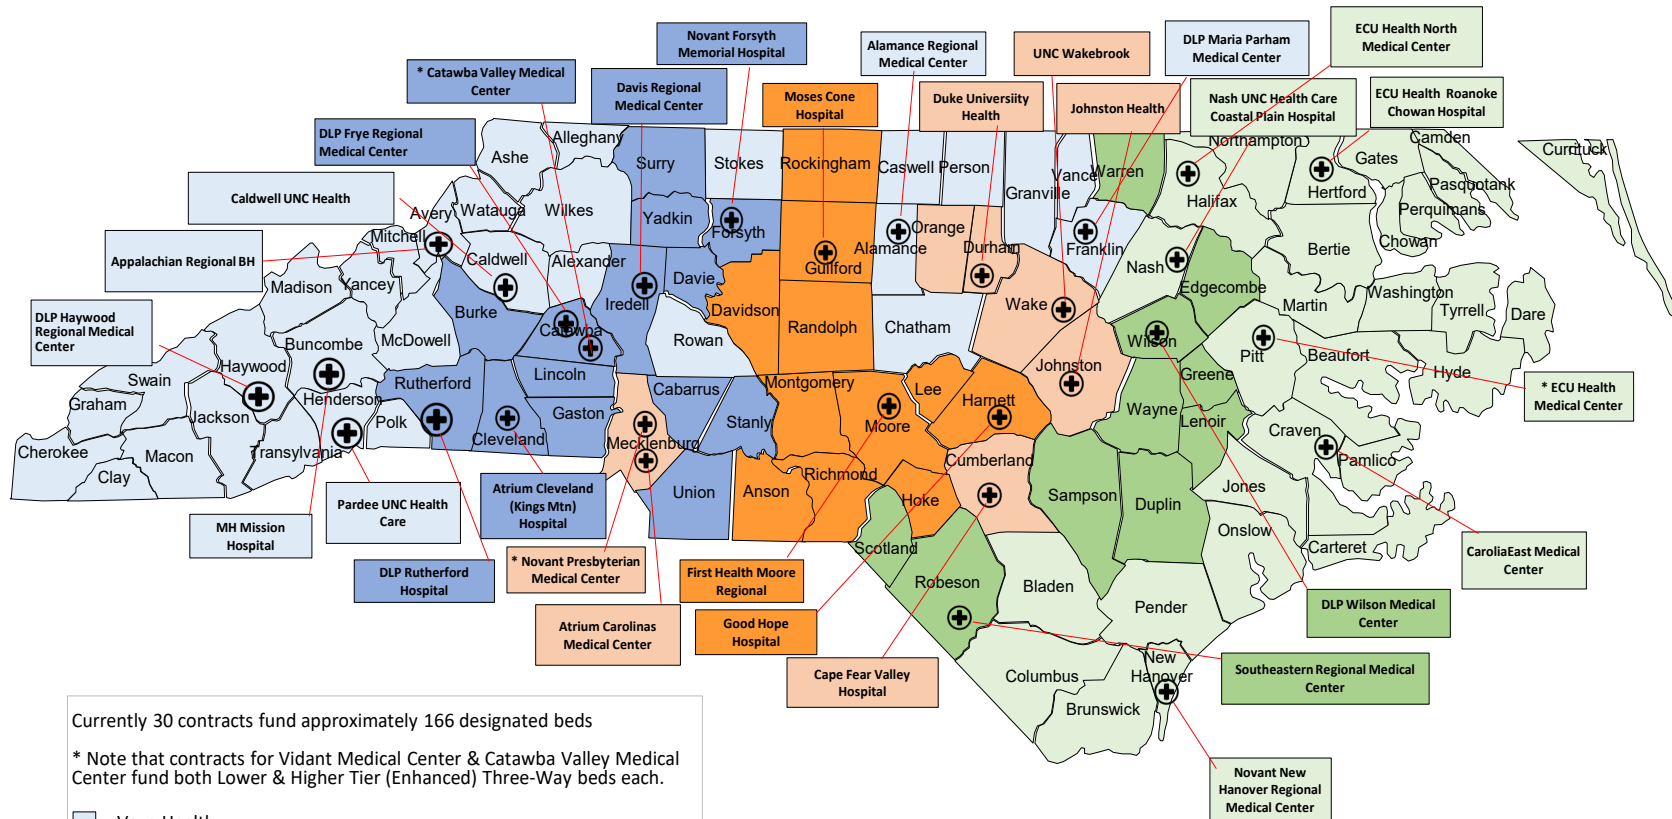 Novant Forsyth
Memorial Hospital
Alamance Regional
Medical Center
UNC Wakebrook
DLP Maria Parham
Medical Center
ECU Health North
Medical Center
* Catawba Valley Medical
Center
Davis Regional
Medical Center
Moses Cone
Hospital
Duke Universiity
Health
Johnston Health
Nash UNC Health Care
Coastal Plain Hospital
ECU Health Roanoke
Chowan Hospital
DLP Frye Regional
Medical Center
Caldwell UNC Health
Appalachian Regional BH
DLP Haywood
Regional Medical
Center
Alleghany
Ashe
Surry
Stokes
Rockingham
Caswell
Person
Granville
Vance
Warren
Northampton
Gates
Camden
Currituck
Pasquotank
Perquimans
Chowan
Hertford
Halifax
Bertie
Avery
Watauga
Wilkes
Yadkin
Forsyth
Guilford
Alamance
Orange
Durham
Franklin
Nash
Edgecombe
Martin
Washington
Tyrrell
Dare
Mitchell
Caldwell
Alexander
Iredell
Davie
Davidson
Randolph
Chatham
Wake
Wilson
Pitt
Beaufort
Hyde
Madison
Yancey
Burke
Catawba
Rowan
McDowell
Buncombe
Haywood
Swain
Graham
Jackson
Henderson
Rutherford
Lincoln
Cabarrus
Montgomery
Lee
Harnett
Johnston
Wayne
Greene
Lenoir
Craven
Pamlico
Cherokee
Clay
Macon
Transylvania
Polk
Cleveland
Gaston
Mecklenburg
Stanly
Moore
Cumberland
Sampson
Duplin
Jones
Onslow
Carteret
Union
Anson
Richmond
Hoke
Scotland
Robeson
Bladen
Pender
Columbus
Brunswick
New
Hanover
* ECU Health
Medical Center
MH Mission
Hospital
Pardee UNC Health
Care
Atrium Cleveland
(Kings Mtn)
Hospital
* Novant Presbyterian
Medical Center
DLP Rutherford
Hospital
First Health Moore
Regional
Atrium Carolinas
Medical Center
Good Hope
Hospital
Cape Fear Valley
Hospital
CaroliaEast Medical
Center
DLP Wilson Medical
Center
Southeastern Regional Medical
Center
Novant New
Hanover Regional
Medical Center
Currently 30 contracts fund approximately 166 designated beds
* Note that contracts for Vidant Medical Center & Catawba Valley Medical
Center fund both Lower & Higher Tier (Enhanced) Three-Way beds each.